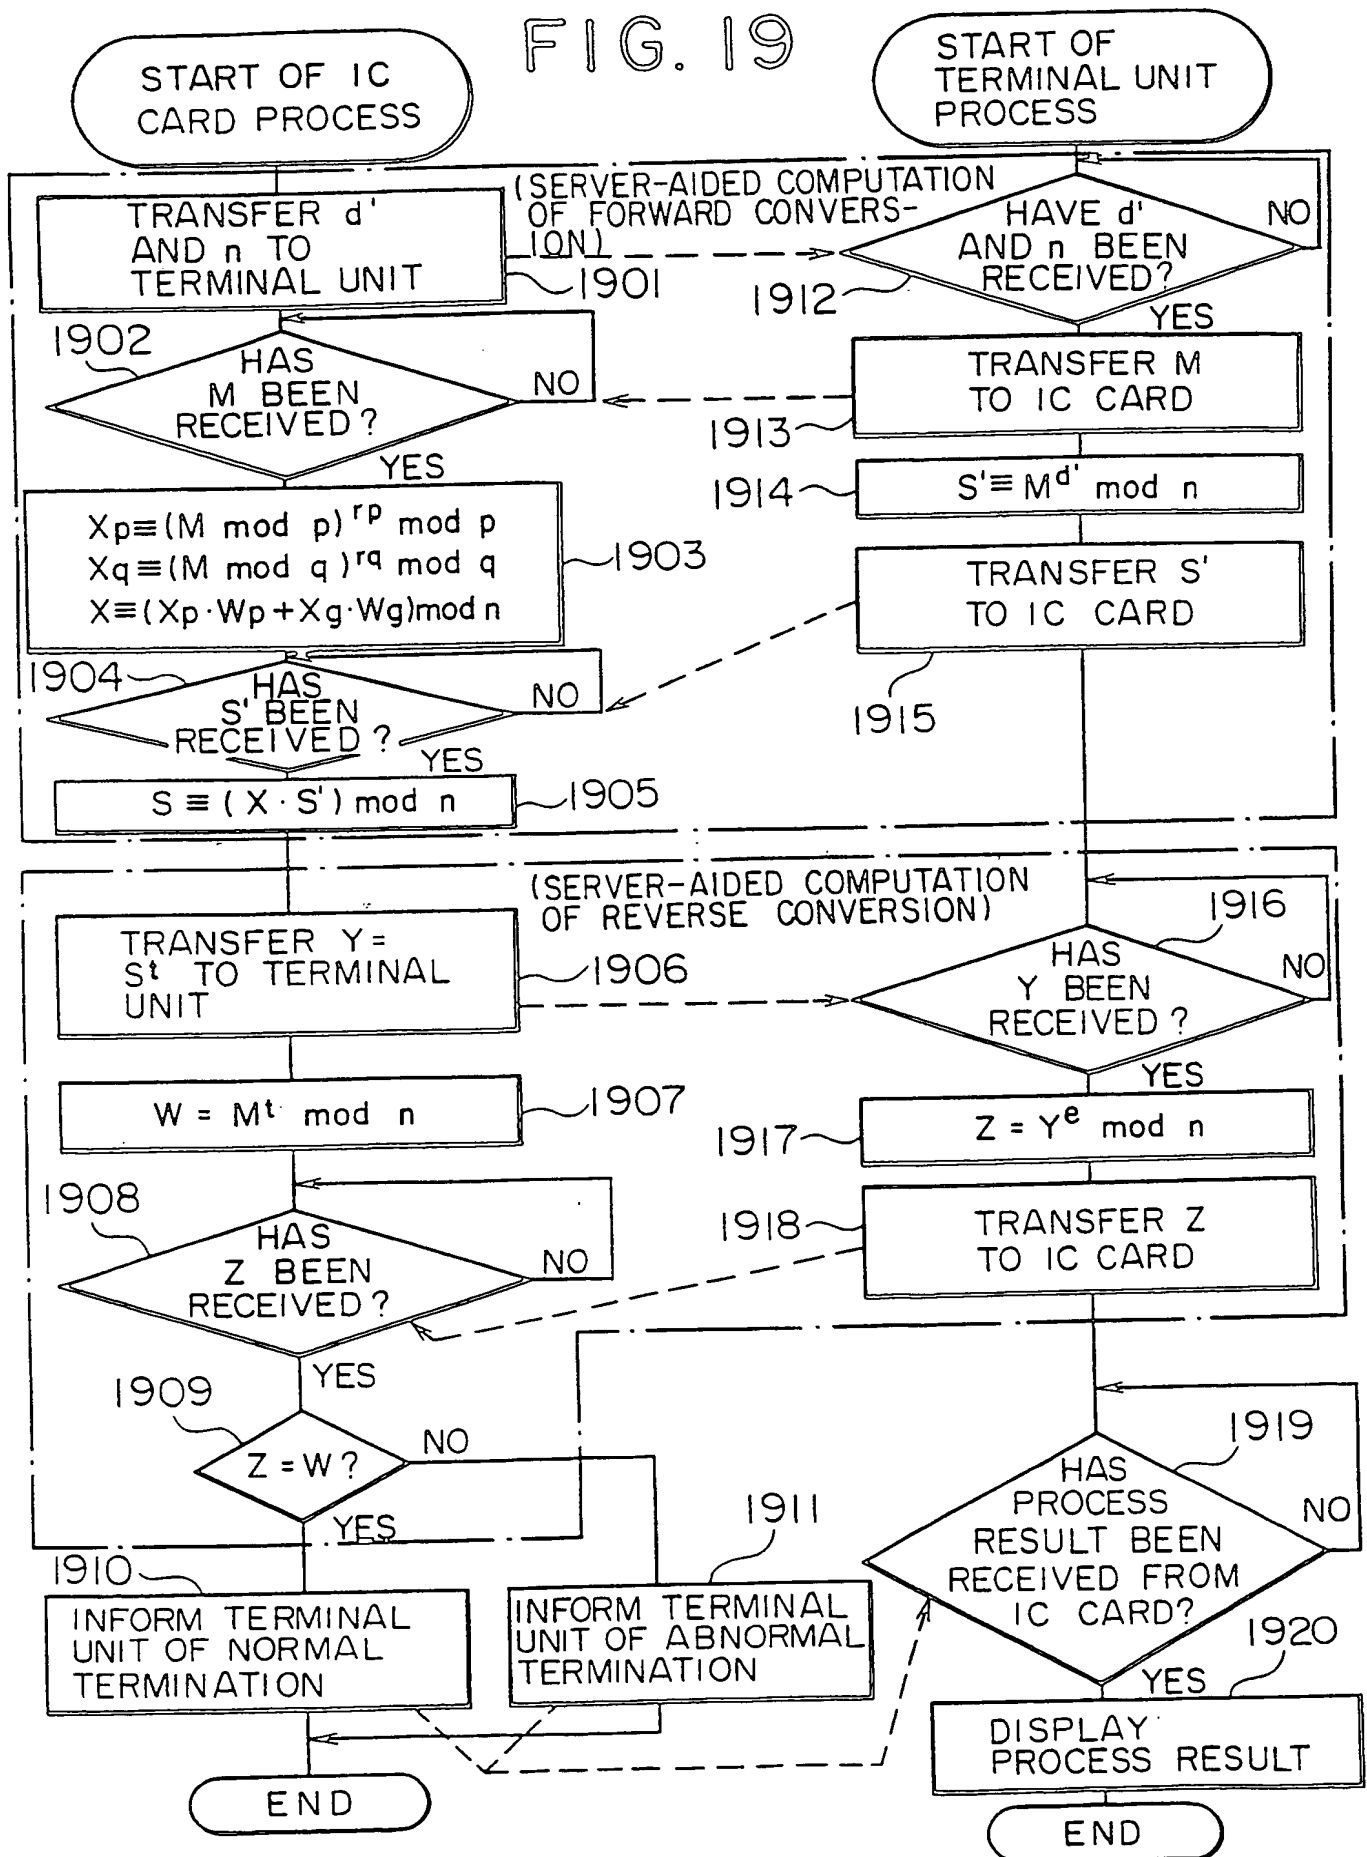 FIG. 19
START OF IC
CARD PROCESS
START OF
TERMINAL UNIT
PROCESS
(SERVER-AIDED COMPUTATION
OF FORWARD CONVERS-
ION)
TRANSFER d'
AND n TO
TERMINAL UNIT
1901
HAVE d'
AND n BEEN
RECEIVED?
NO
1912
YES
1902
HAS
M BEEN
RECEIVED?
NO
YES
TRANSFER M
TO IC CARD
1913
S'≡M^d' mod n
1914
Xp≡(M mod p)^rp mod p
Xq≡(M mod q)^rq mod q
X≡(Xp·Wp+Xg·Wg)mod n
1903
TRANSFER S'
TO IC CARD
1915
1904
HAS
S' BEEN
RECEIVED?
NO
YES
S≡(X·S') mod n
1905
(SERVER-AIDED COMPUTATION
OF REVERSE CONVERSION)
TRANSFER Y=
S^t TO TERMINAL
UNIT
1906
1916
HAS
Y BEEN
RECEIVED?
NO
YES
W = M^t mod n
1907
1917
Z = Y^e mod n
1908
HAS
Z BEEN
RECEIVED?
NO
YES
1918
TRANSFER Z
TO IC CARD
1909
Z = W?
NO
YES
1919
HAS
PROCESS
RESULT BEEN
RECEIVED FROM
IC CARD?
NO
YES
1910
INFORM TERMINAL
UNIT OF NORMAL
TERMINATION
1911
INFORM TERMINAL
UNIT OF ABNORMAL
TERMINATION
1920
DISPLAY
PROCESS RESULT
END
END